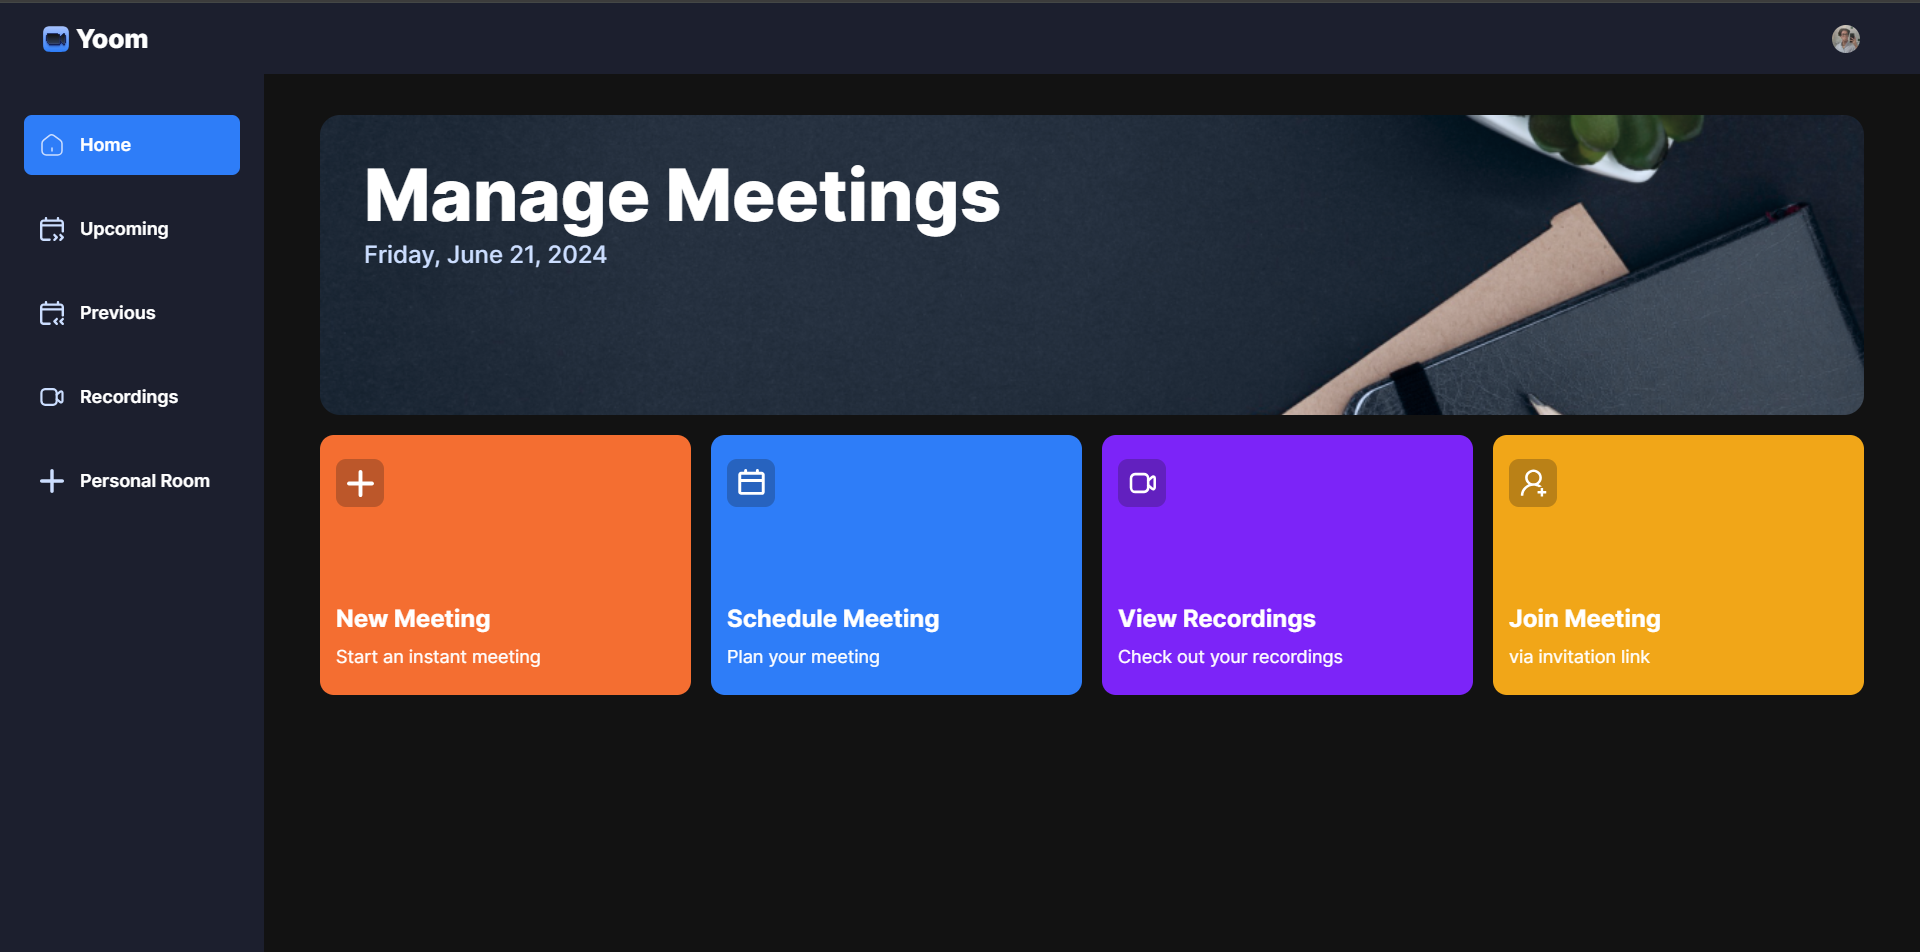 Yoom
Home
Upcoming
Previous
Recordings
Personal Room
Manage Meetings
Friday, June 21, 2024
New Meeting
Start an instant meeting
Schedule Meeting
Plan your meeting
View Recordings
Check out your recordings
Join Meeting
via invitation link